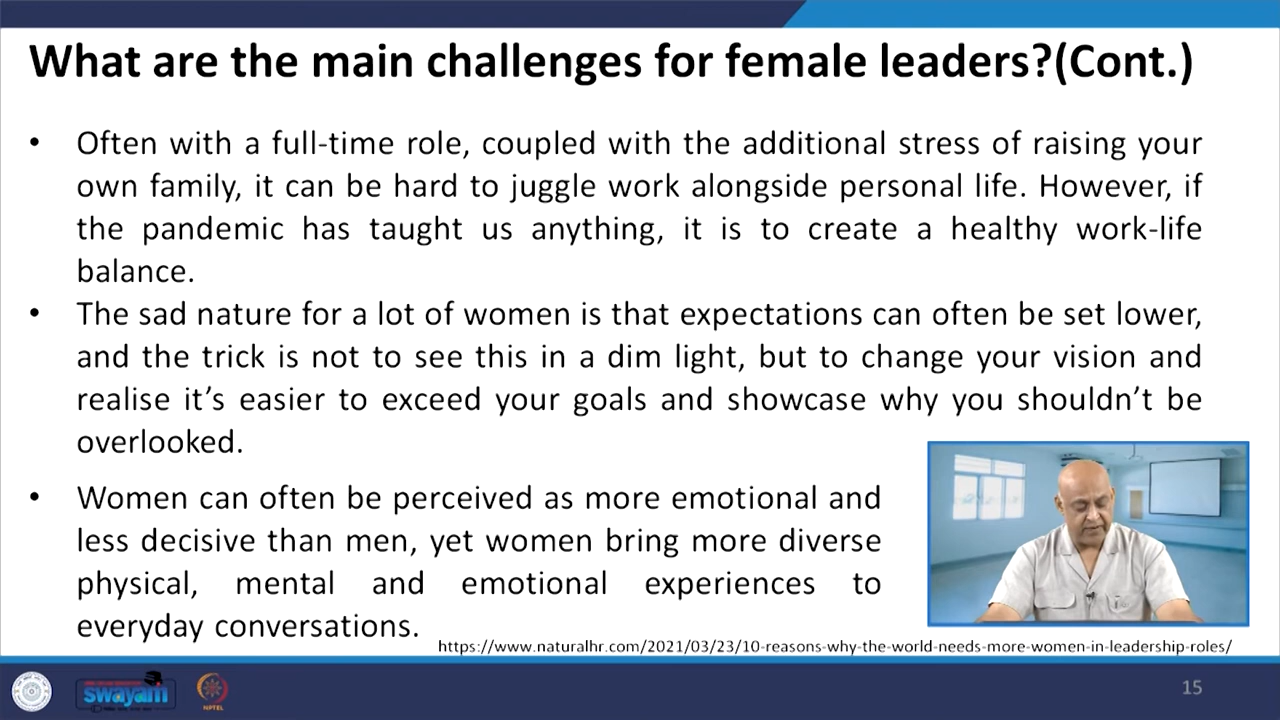 What are the main challenges for female leaders?(Cont.)
• Often with a full-time role, coupled with the additional stress of raising your
own family, it can be hard to juggle work alongside personal life. However, if
the pandemic has taught us anything, it is to create a healthy work-life
balance.
• The sad nature for a lot of women is that expectations can often be set lower,
and the trick is not to see this in a dim light, but to change your vision and
realise it’s easier to exceed your goals and showcase why you shouldn’t be
overlooked.
• Women can often be perceived as more emotional and
less decisive than men, yet women bring more diverse
physical, mental and emotional experiences to
everyday conversations.
https://www.naturalhr.com/2021/03/23/10-reasons-why-the-world-needs-more-women-in-leadership-roles/
swayam
NPTEL
15